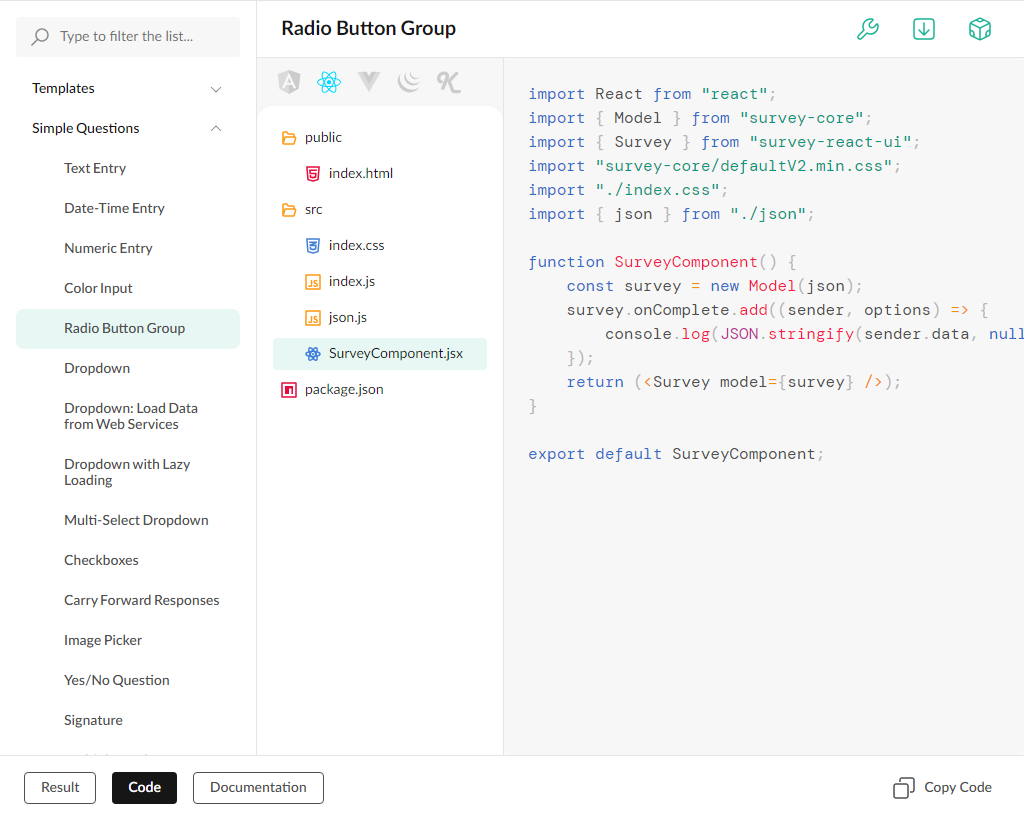 Type to filter the list...
Templates
Simple Questions
Text Entry
Date-Time Entry
Numeric Entry
Color Input
Radio Button Group
Dropdown
Dropdown: Load Data
from Web Services
Dropdown with Lazy
Loading
Multi-Select Dropdown
Checkboxes
Carry Forward Responses
Image Picker
Yes/No Question
Signature
Radio Button Group
public
index.html
src
index.css
JS index.js
JS json.js
SurveyComponent.jsx
package.json
import React from "react";
import { Model } from "survey-core";
import { Survey } from "survey-react-ui";
import "survey-core/defaultV2.min.css";
import "./index.css";
import { json } from "./json";
function SurveyComponent() {
    const survey = new Model(json);
    survey.onComplete.add((sender, options) => {
        console.log(JSON.stringify(sender.data, null
    });
    return (<Survey model={survey} />);
}
export default SurveyComponent;
Result
Code
Documentation
Copy Code